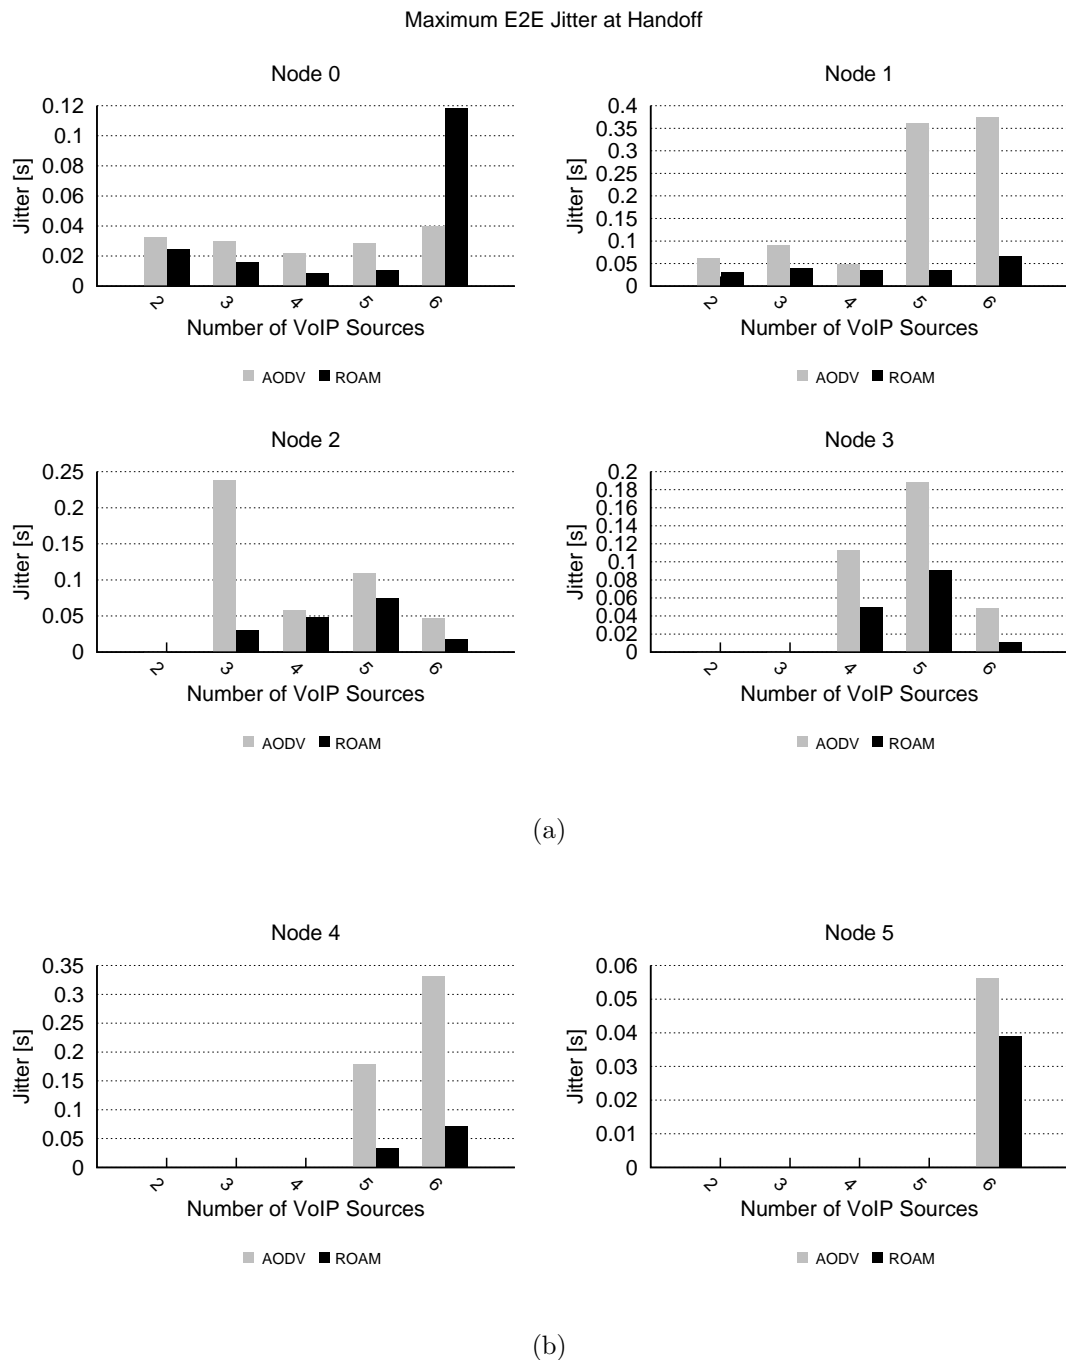 Maximum E2E Jitter at Handoff
Node 0
Jitter [s]
0.12
0.1
0.08
0.06
0.04
0.02
0
2 3 4 5 6
Number of VoIP Sources
AODV ROAM
Node 1
Jitter [s]
0.4
0.35
0.3
0.25
0.2
0.15
0.1
0.05
0
2 3 4 5 6
Number of VoIP Sources
AODV ROAM
Node 2
Jitter [s]
0.25
0.2
0.15
0.1
0.05
0
2 3 4 5 6
Number of VoIP Sources
AODV ROAM
Node 3
Jitter [s]
0.2
0.18
0.16
0.14
0.12
0.1
0.08
0.06
0.04
0.02
0
2 3 4 5 6
Number of VoIP Sources
AODV ROAM
(a)
Node 4
Jitter [s]
0.35
0.3
0.25
0.2
0.15
0.1
0.05
0
2 3 4 5 6
Number of VoIP Sources
AODV ROAM
Node 5
Jitter [s]
0.06
0.05
0.04
0.03
0.02
0.01
0
2 3 4 5 6
Number of VoIP Sources
AODV ROAM
(b)